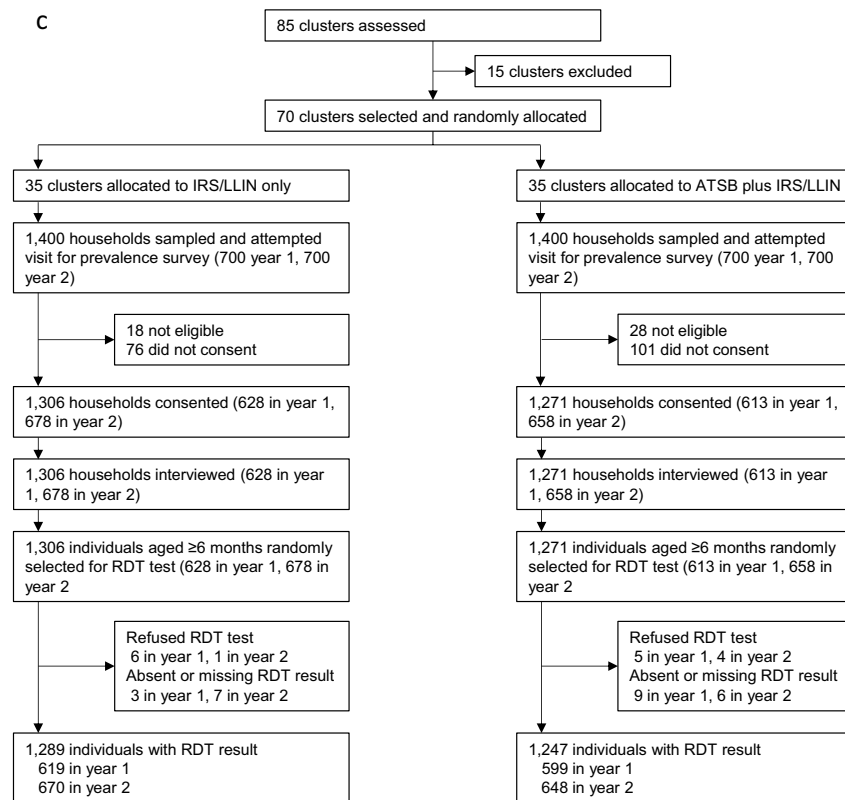 C
85 clusters assessed
15 clusters excluded
70 clusters selected and randomly allocated
35 clusters allocated to IRS/LLIN only
1,400 households sampled and attempted
visit for prevalence survey (700 year 1, 700
year 2)
18 not eligible
76 did not consent
1,306 households consented (628 in year 1,
678 in year 2)
1,306 households interviewed (628 in year
1, 678 in year 2)
1,306 individuals aged ≥6 months randomly
selected for RDT test (628 in year 1, 678 in
year 2
Refused RDT test
6 in year 1, 1 in year 2
Absent or missing RDT result
3 in year 1, 7 in year 2
1,289 individuals with RDT result
619 in year 1
670 in year 2
35 clusters allocated to ATSB plus IRS/LLIN
1,400 households sampled and attempted
visit for prevalence survey (700 year 1, 700
year 2)
28 not eligible
101 did not consent
1,271 households consented (613 in year 1,
658 in year 2)
1,271 households interviewed (613 in year
1, 658 in year 2)
1,271 individuals aged ≥6 months randomly
selected for RDT test (613 in year 1, 658 in
year 2
Refused RDT test
5 in year 1, 4 in year 2
Absent or missing RDT result
9 in year 1, 6 in year 2
1,247 individuals with RDT result
599 in year 1
648 in year 2